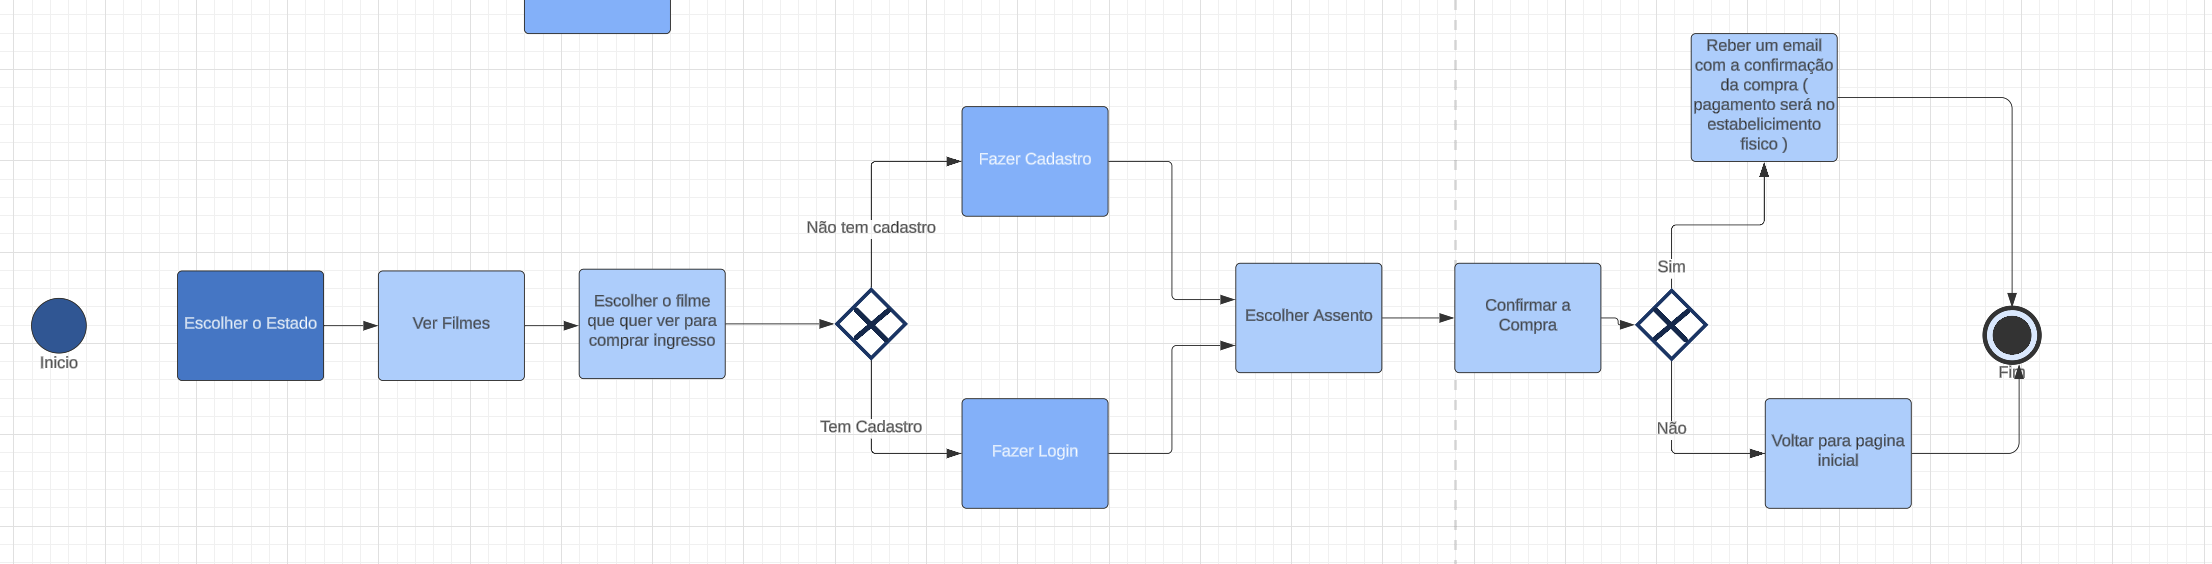 Inicio
Escolher o Estado
Ver Filmes
Escolher o filme
que quer ver para
comprar ingresso
Não tem cadastro
Tem Cadastro
Fazer Cadastro
Fazer Login
Escolher Assento
Confirmar a
Compra
Sim
Não
Reber um email
com a confirmação
da compra (
pagamento será no
estabelicimento
fisico )
Voltar para pagina
inicial
Fim